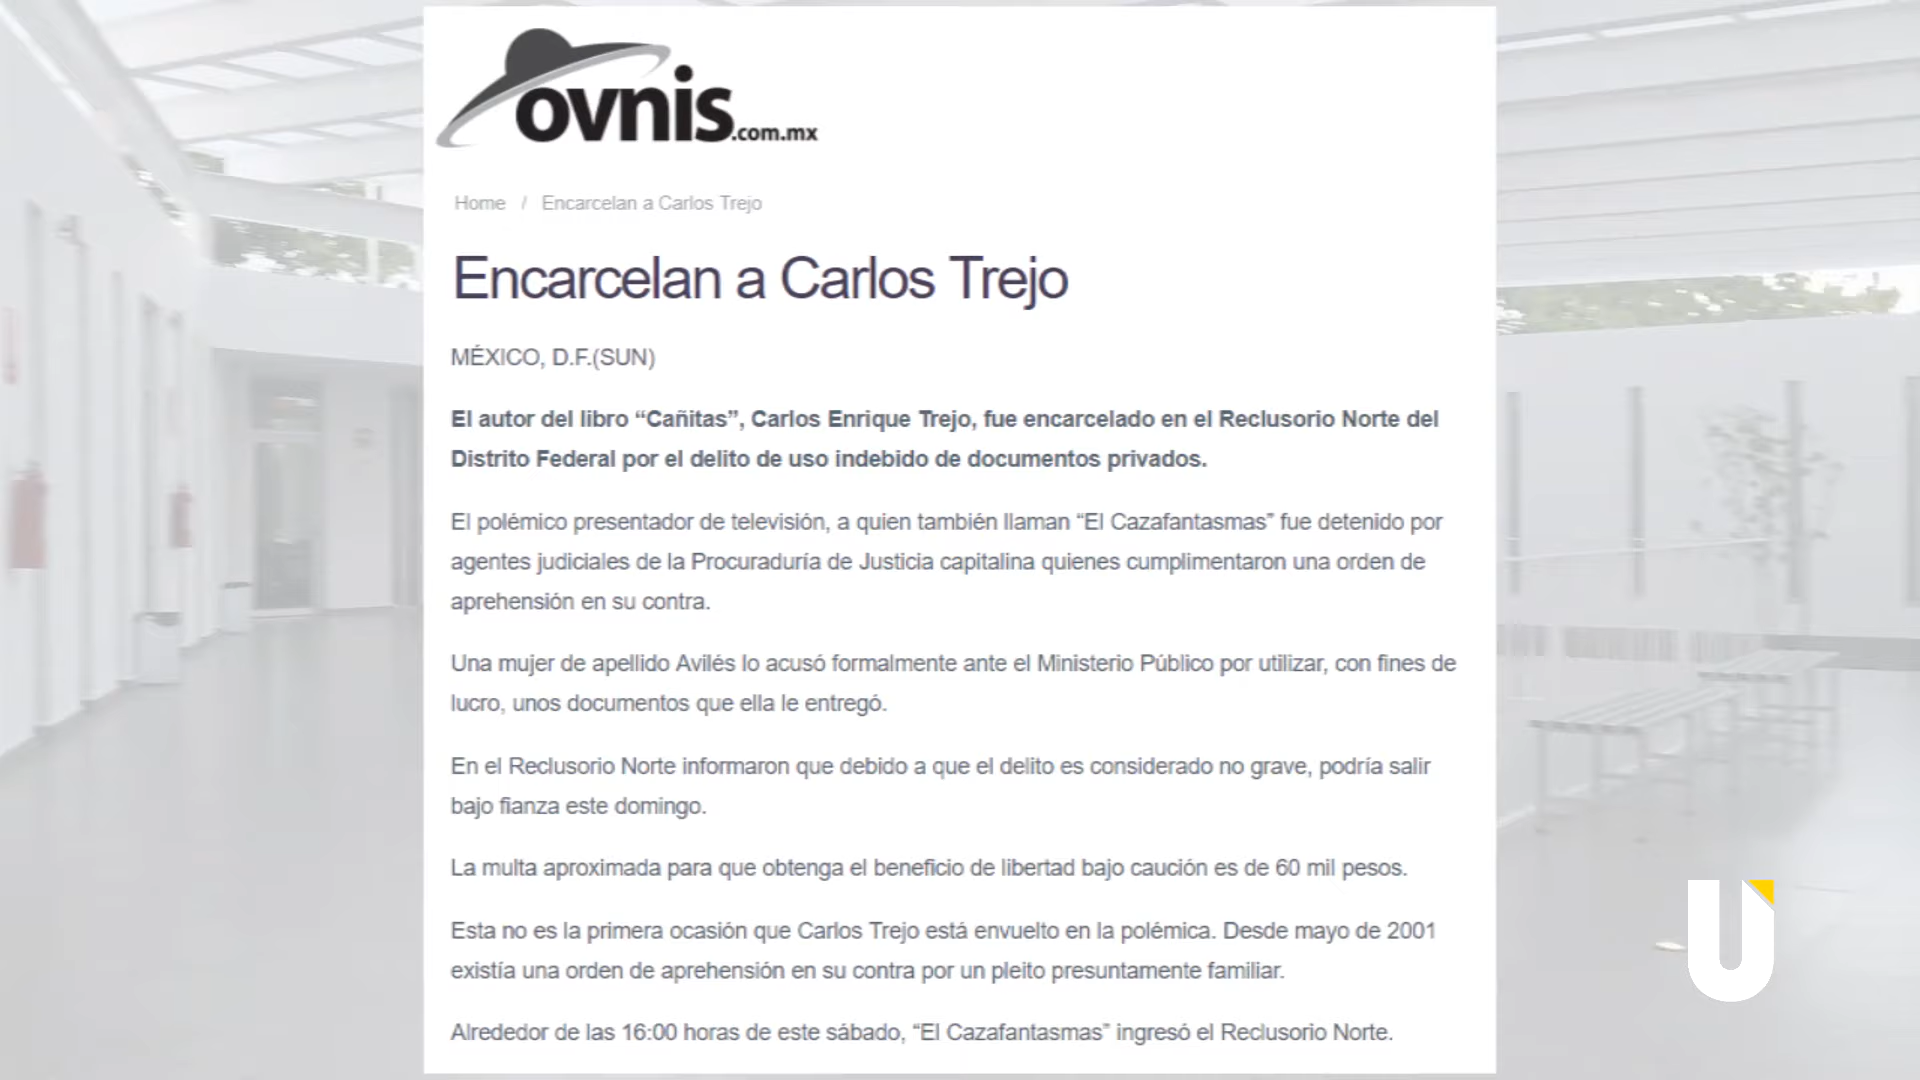 ovnis.com.mx
Home / Encarcelan a Carlos Trejo
Encarcelan a Carlos Trejo
MÉXICO, D.F.(SUN)
El autor del libro “Cañitas”, Carlos Enrique Trejo, fue encarcelado en el Reclusorio Norte del
Distrito Federal por el delito de uso indebido de documentos privados.
El polémico presentador de televisión, a quien también llaman “El Cazafantasmas” fue detenido por
agentes judiciales de la Procuraduría de Justicia capitalina quienes cumplimentaron una orden de
aprehensión en su contra.
Una mujer de apellido Avilés lo acusó formalmente ante el Ministerio Público por utilizar, con fines de
lucro, unos documentos que ella le entregó.
En el Reclusorio Norte informaron que debido a que el delito es considerado no grave, podría salir
bajo fianza este domingo.
La multa aproximada para que obtenga el beneficio de libertad bajo caución es de 60 mil pesos.
Esta no es la primera ocasión que Carlos Trejo está envuelto en la polémica. Desde mayo de 2001
existía una orden de aprehensión en su contra por un pleito presuntamente familiar.
Alrededor de las 16:00 horas de este sábado, “El Cazafantasmas” ingresó el Reclusorio Norte.
U